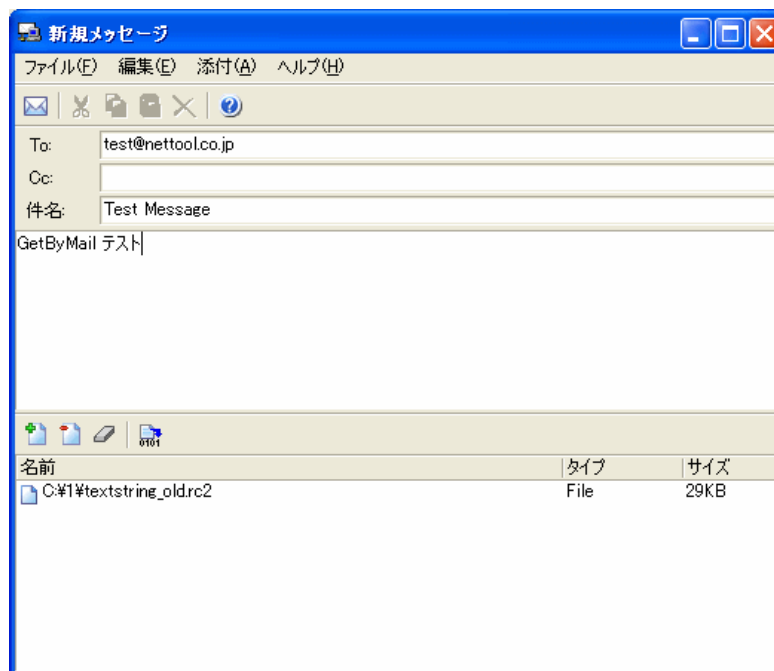 新規メッセージ
ファイル(F) 編集(E) 添付(A) ヘルプ(H)
To: test@nettool.co.jp
Cc:
件名: Test Message
GetByMail テスト
0101
名前 タイプ サイズ
C:¥1¥textstring_old.rc2 File 29KB